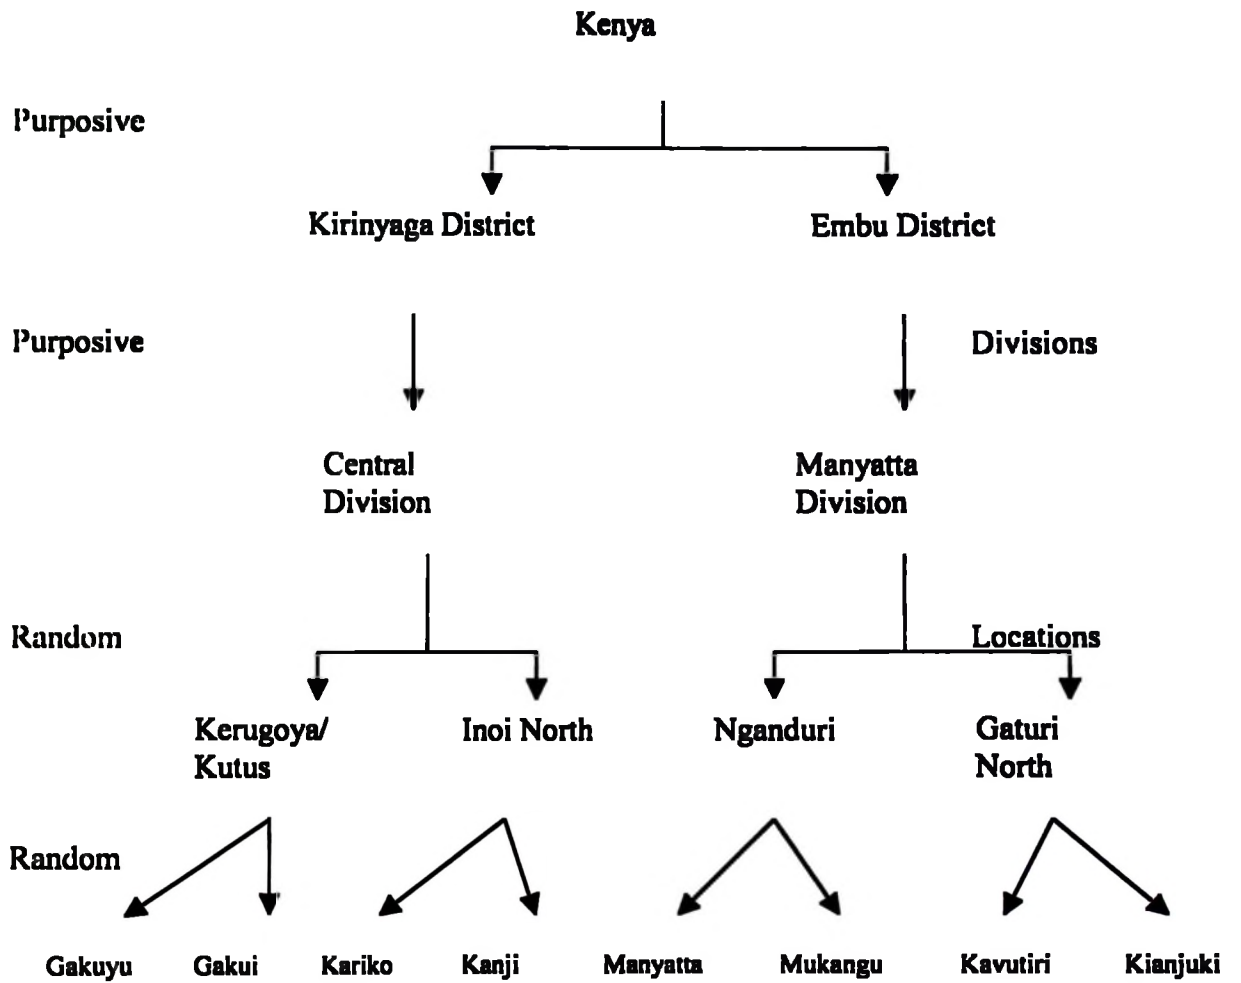 Kenya
Purposive
Kirinyaga District
Embu District
Purposive
Divisions
Central
Division
Manyatta
Division
Random
Locations
Kerugoya/
Kutus
Inoi North
Nganduri
Gaturi
North
Random
Gakuyu
Gakui
Kariko
Kanji
Manyatta
Mukangu
Kavutiri
Kianjuki